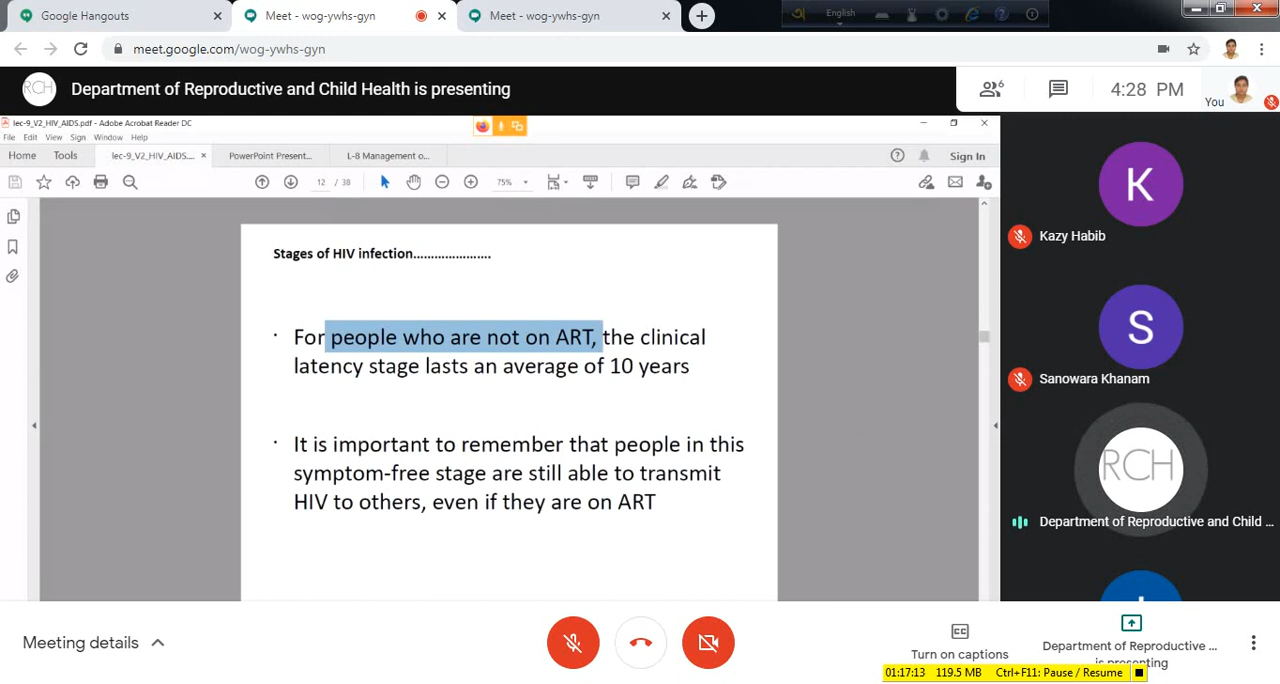 Google Hangouts
Meet - wog-ywhs-gyn
Meet - wog-ywhs-gyn
English
meet.google.com/wog-ywhs-gyn
RCH
Department of Reproductive and Child Health is presenting
6
4:28 PM
You
lec-9_V2_HIV_AIDS.pdf - Adobe Acrobat Reader DC
File Edit View Sign Window Help
Home Tools lec-9_V2_HIV_AIDS.... PowerPoint Present... L-8 Management o... Sign In
12 / 38 75%
Stages of HIV infection.....................
· For people who are not on ART, the clinical
latency stage lasts an average of 10 years
· It is important to remember that people in this
symptom-free stage are still able to transmit
HIV to others, even if they are on ART
K
Kazy Habib
S
Sanowara Khanam
RCH
Department of Reproductive and Child ...
Meeting details
CC
Turn on captions
Department of Reproductive ...
is presenting
01:17:13 119.5 MB Ctrl+F11: Pause / Resume